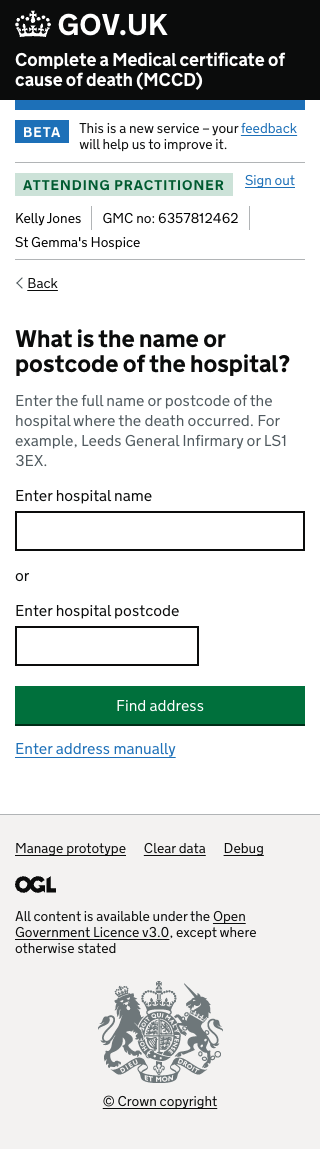 GOV.UK
Complete a Medical certificate of
cause of death (MCCD)
BETA
This is a new service – your feedback
will help us to improve it.
ATTENDING PRACTITIONER
Sign out
Kelly Jones
GMC no: 6357812462
St Gemma's Hospice
Back
What is the name or
postcode of the hospital?
Enter the full name or postcode of the
hospital where the death occurred. For
example, Leeds General Infirmary or LS1
3EX.
Enter hospital name
or
Enter hospital postcode
Find address
Enter address manually
Manage prototype
Clear data
Debug
OGL
All content is available under the Open
Government Licence v3.0, except where
otherwise stated
DIEU ET MON DROIT
© Crown copyright